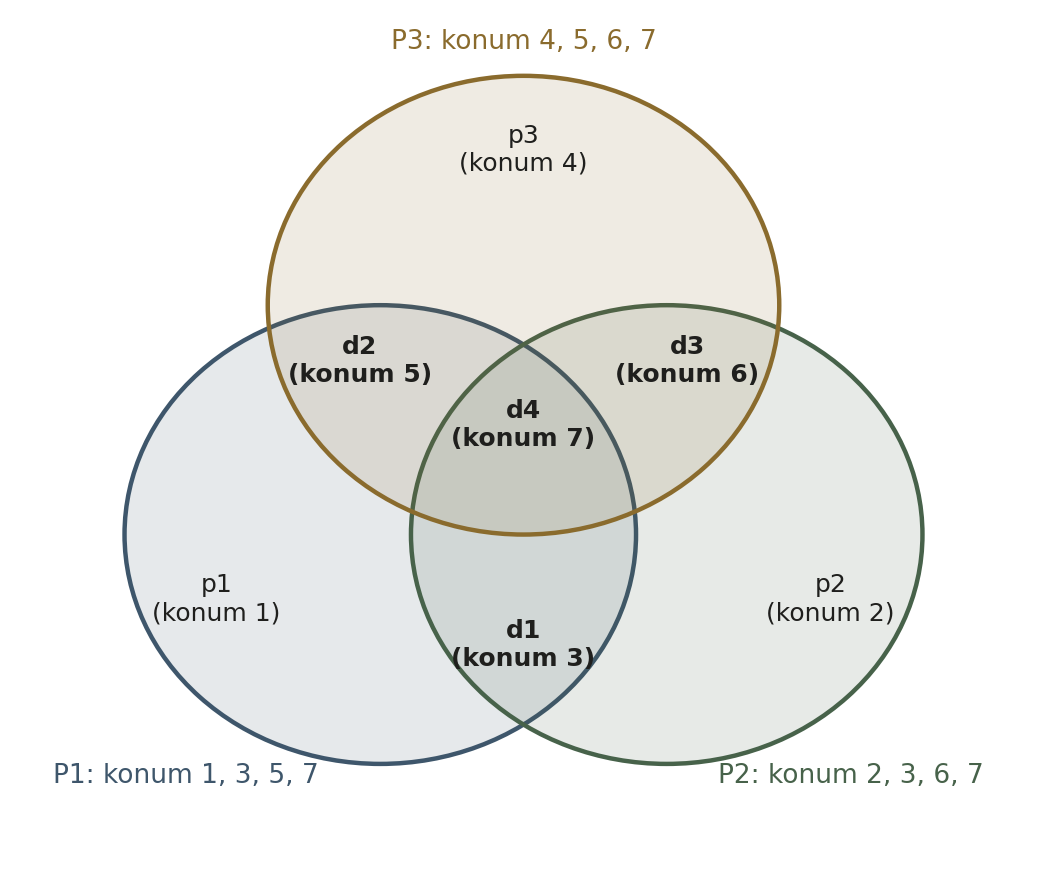 P3: konum 4, 5, 6, 7
p3
(konum 4)
d2
(konum 5)
d3
(konum 6)
d4
(konum 7)
p1
(konum 1)
p2
(konum 2)
d1
(konum 3)
P1: konum 1, 3, 5, 7
P2: konum 2, 3, 6, 7